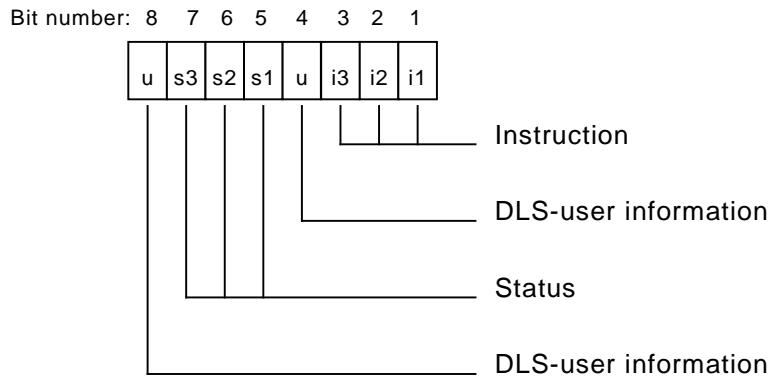 Bit number: 8 7 6 5 4 3 2 1
u s3 s2 s1 u i3 i2 i1
Instruction
DLS-user information
Status
DLS-user information